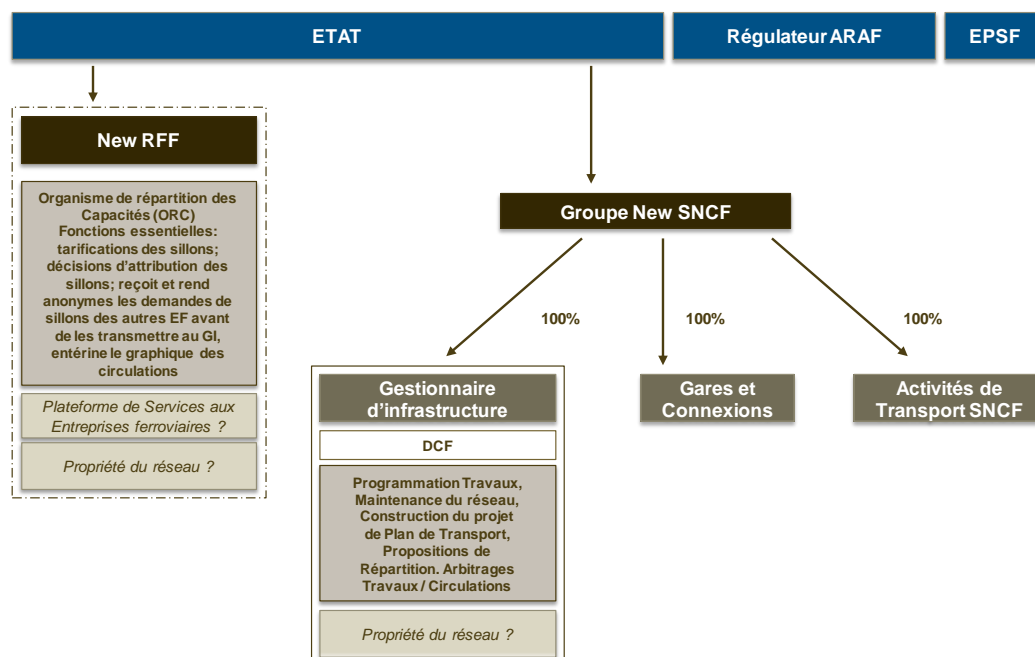 ETAT
Régulateur ARAF
EPSF
New RFF
Organisme de répartition des
Capacités (ORC)
Fonctions essentielles:
tarifications des sillons;
décisions d'attribution des
sillons; reçoit et rend
anonymes les demandes de
sillons des autres EF avant
de les transmettre au GI,
entérine le graphique des
circulations
Plateforme de Services aux
Entreprises ferroviaires ?
Propriété du réseau ?
Groupe New SNCF
100%
100%
100%
Gestionnaire
d'infrastructure
DCF
Programmation Travaux,
Maintenance du réseau,
Construction du projet
de Plan de Transport,
Propositions de
Répartition. Arbitrages
Travaux / Circulations
Propriété du réseau ?
Gares et
Connexions
Activités de
Transport SNCF